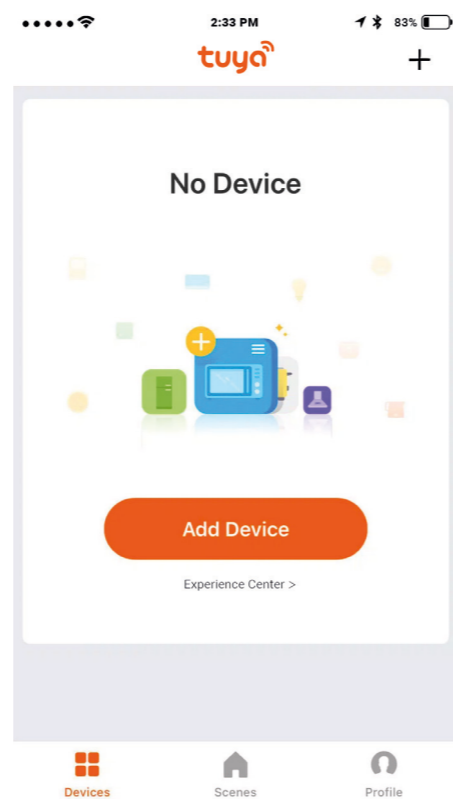 2:33 PM
83%
tuya
+
No Device
Add Device
Experience Center >
Devices
Scenes
Profile